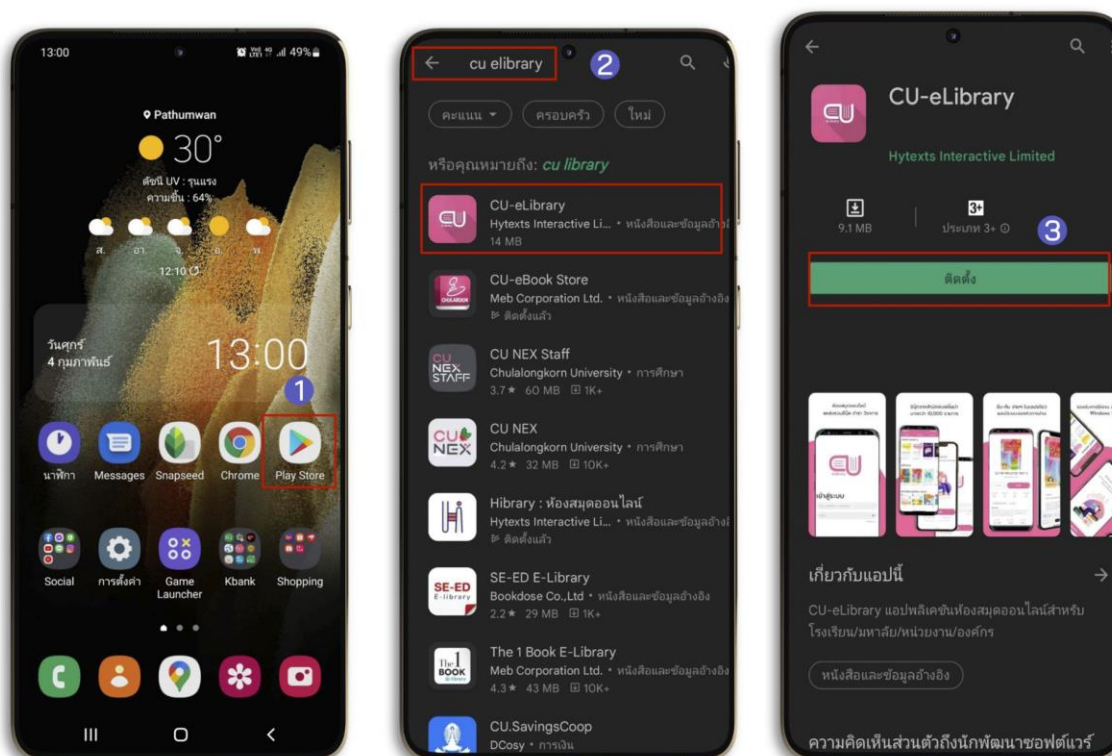 13:00
49%
Pathumwan
30°
ดัชนี UV : รุนแรง
ความชื้น : 64%
ส. อา. จ. อ. พ.
12:10
วันศุกร์
4 กุมภาพันธ์
13:00
1
นาฬิกา Messages Snapseed Chrome Play Store
Social การตั้งค่า Game Launcher Kbank Shopping
cu elibrary
2
คะแนน ครอบครัว ใหม่
หรือคุณหมายถึง: cu library
CU-eLibrary
Hytexts Interactive Li... • หนังสือและข้อมูลอ้างอิ
14 MB
CU-eBook Store
Meb Corporation Ltd. • หนังสือและข้อมูลอ้างอิง
ติดตั้งแล้ว
CU NEX STAFF
CU NEX Staff
Chulalongkorn University • การศึกษา
3.7★ 60 MB 1K+
CU NEX
CU NEX
Chulalongkorn University • การศึกษา
4.2★ 32 MB 10K+
Hibrary : ห้องสมุดออนไลน์
Hytexts Interactive Li... • หนังสือและข้อมูลอ้างอิ
ติดตั้งแล้ว
SE-ED E-library
SE-ED E-Library
Bookdose Co.,Ltd • หนังสือและข้อมูลอ้างอิง
2.2★ 29 MB 1K+
The 1 BOOK
The 1 Book E-Library
Meb Corporation Ltd. • หนังสือและข้อมูลอ้างอิง
4.3★ 43 MB 10K+
CU.SavingsCoop
DCosy • การเงิน
CU
CU-eLibrary
Hytexts Interactive Limited
9.1 MB
3+
ประเภท 3+
3
ติดตั้ง
เข้าสู่ระบบ
เกี่ยวกับแอปนี้
CU-eLibrary แอปพลิเคชันห้องสมุดออนไลน์สำหรับ
โรงเรียน/มหาลัย/หน่วยงาน/องค์กร
หนังสือและข้อมูลอ้างอิง
ความคิดเห็นส่วนตัวถึงนักพัฒนาซอฟต์แวร์